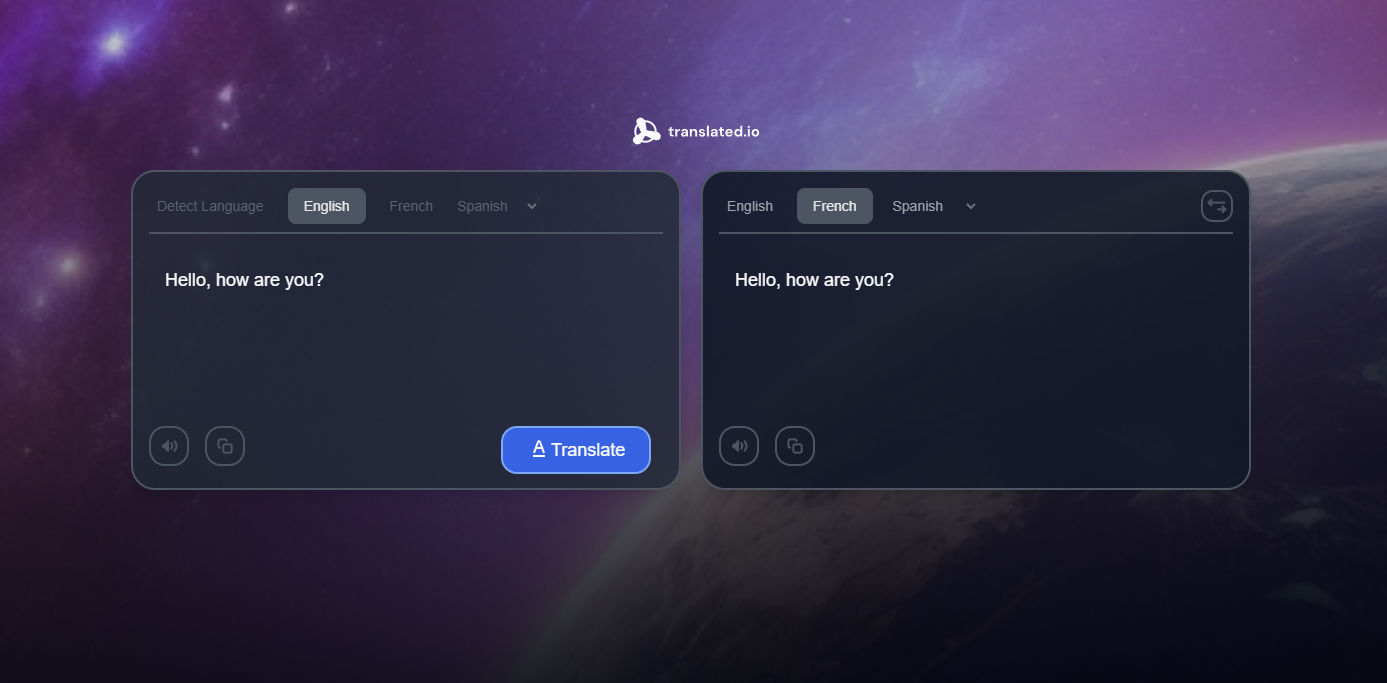 translated.io
Detect Language English French Spanish
Hello, how are you?
A Translate
English French Spanish
Hello, how are you?